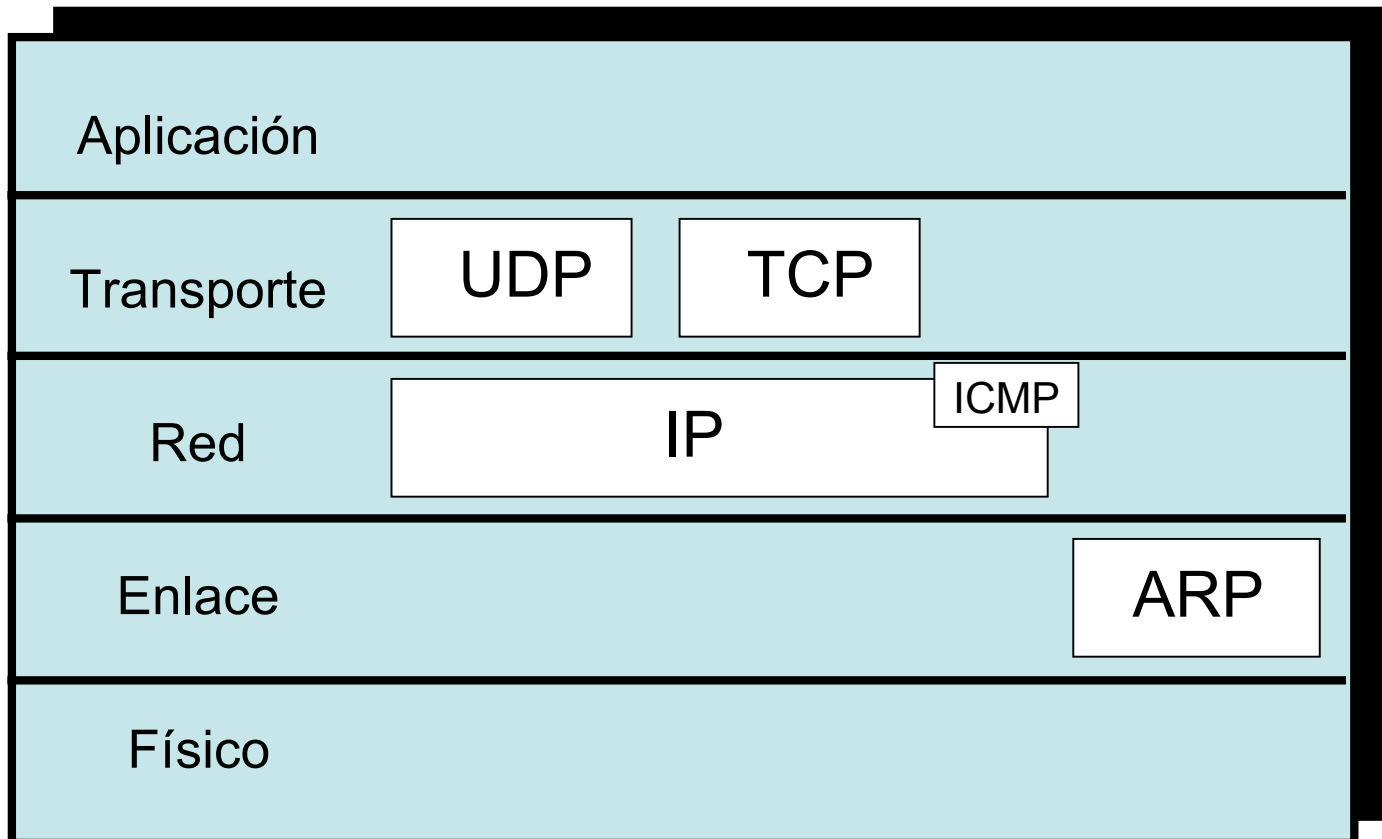 Aplicación
Transporte UDP TCP
ICMP
Red IP
Enlace ARP
Físico